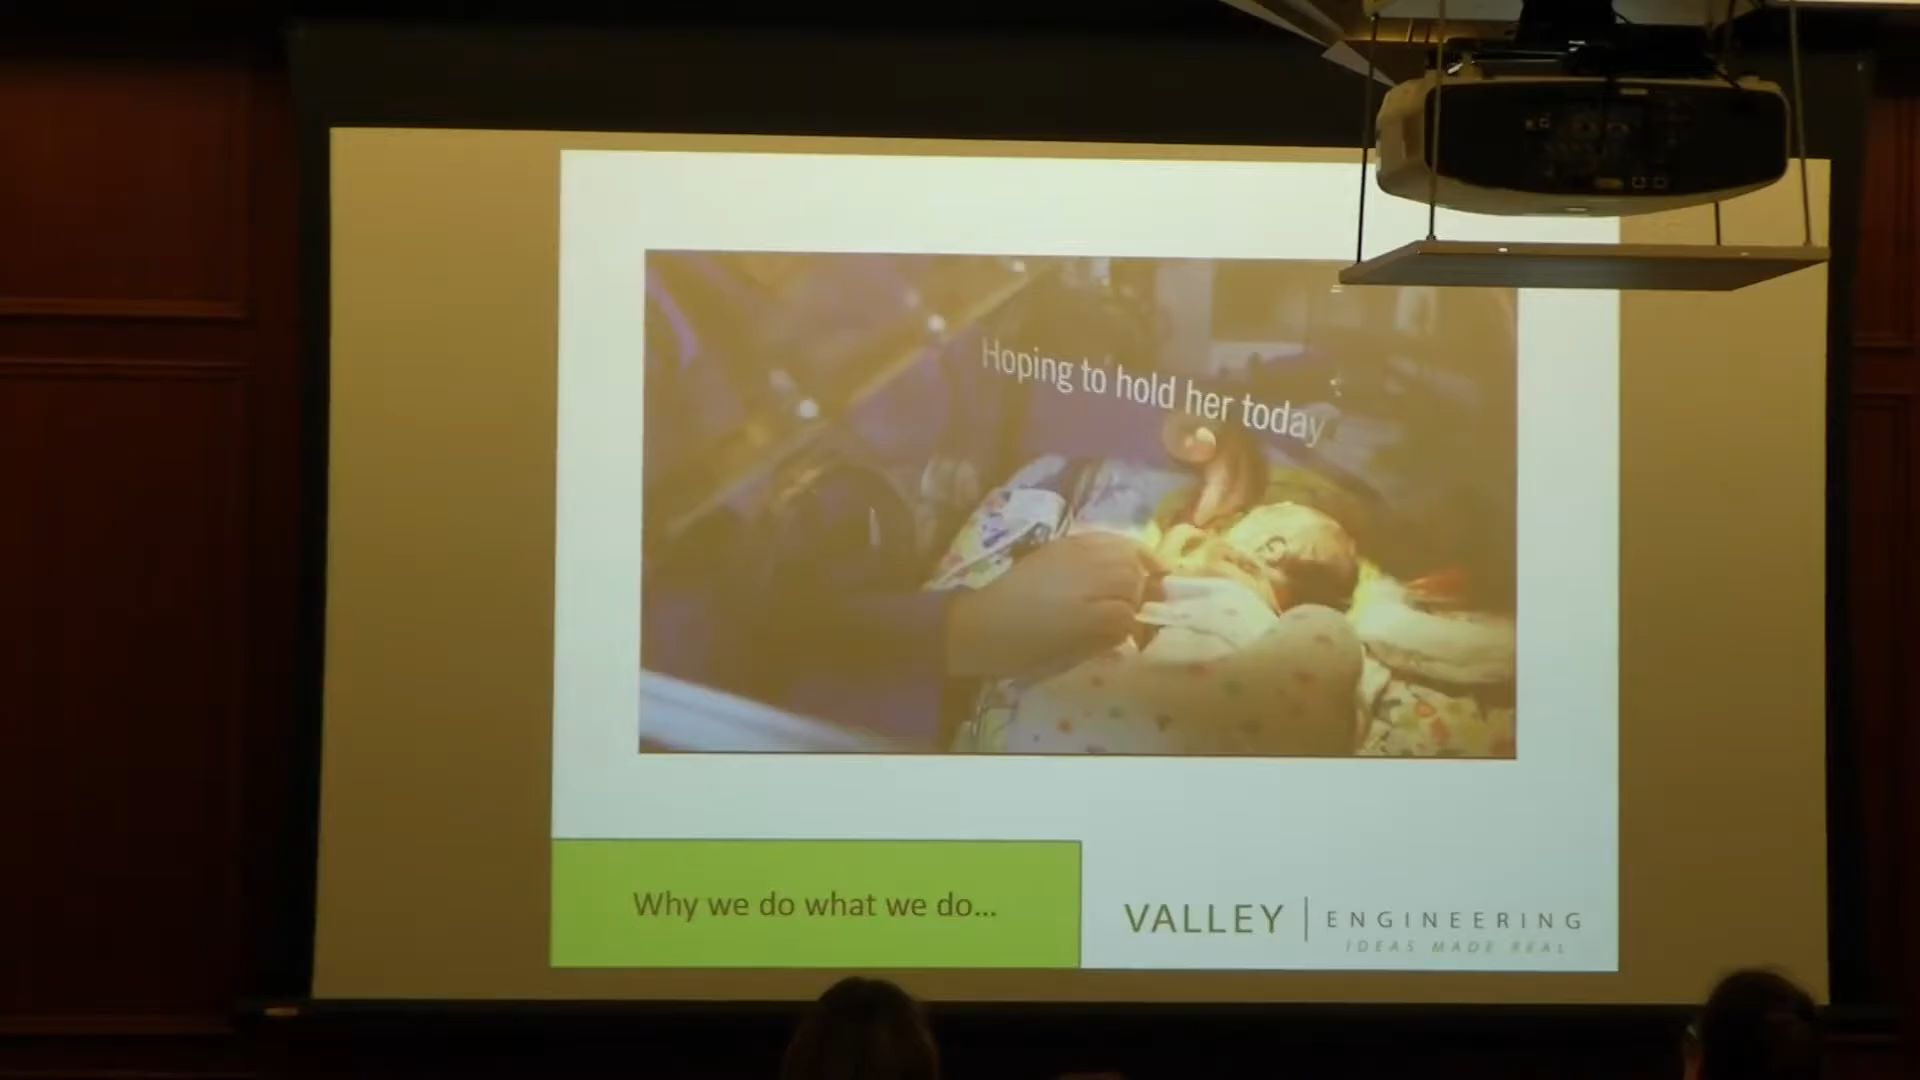 Hoping to hold her today
Why we do what we do...
VALLEY | ENGINEERING
IDEAS MADE REAL